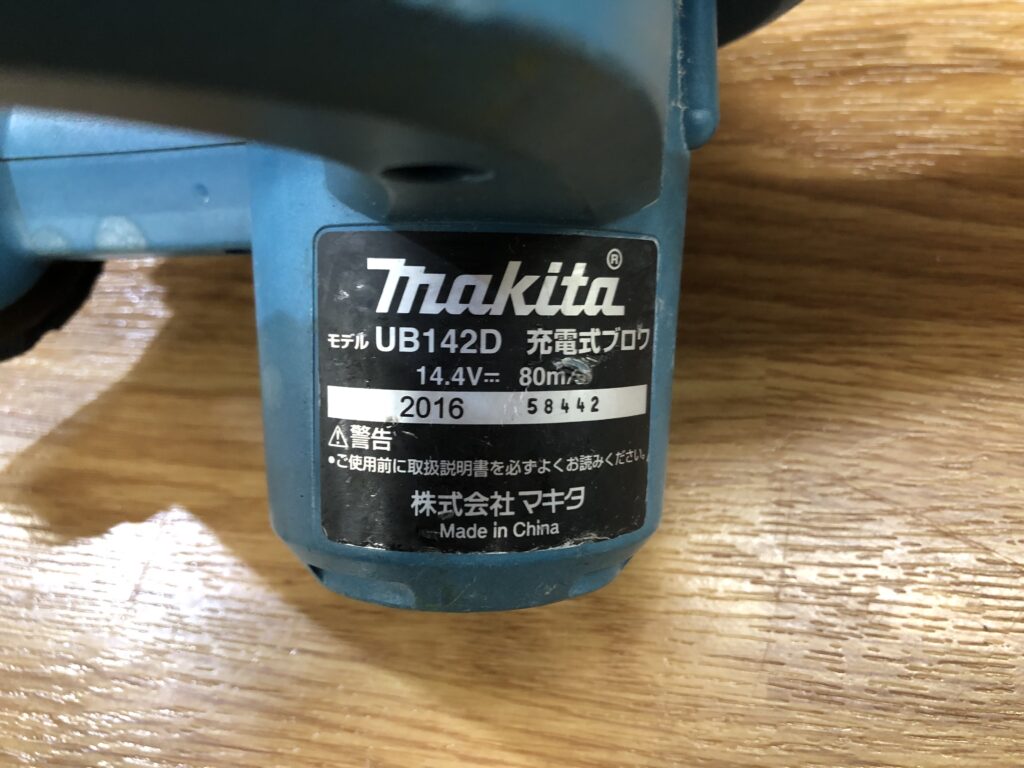 makita®
モデル UB142D 充電式ブロワ
14.4V⎓ 80m/s
2016 58442
⚠警告
•ご使用前に取扱説明書を必ずよくお読みください。
株式会社 マキタ
Made in China